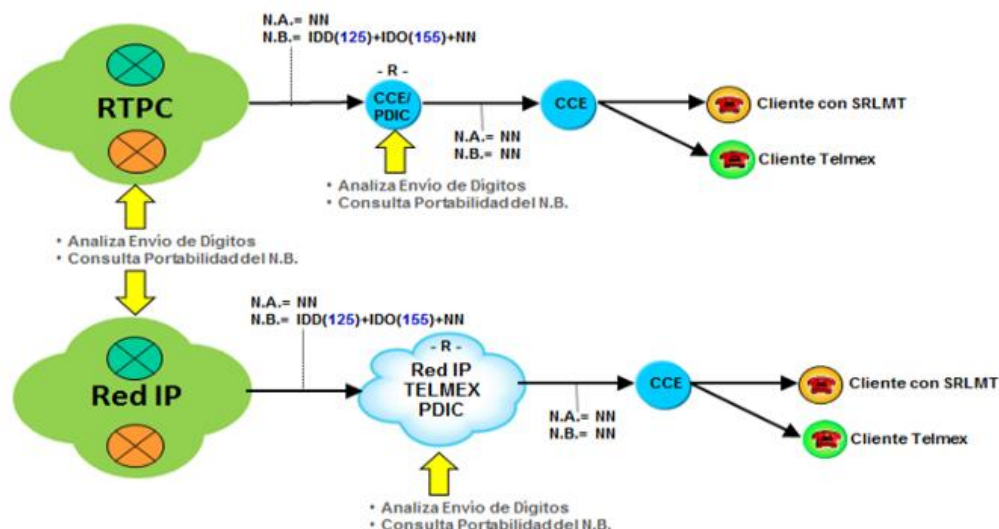 N.A.= NN
N.B.= IDD(125)+IDO(155)+NN
RTPC
- R -
CCE/
PDIC
N.A.= NN
N.B.= NN
CCE
Cliente con SRLMT
Cliente Telmex
• Analiza Envío de Dígitos
• Consulta Portabilidad del N.B.
• Analiza Envío de Dígitos
• Consulta Portabilidad del N.B.
N.A.= NN
N.B.= IDD(125)+IDO(155)+NN
Red IP
- R -
Red IP
TELMEX
PDIC
N.A.= NN
N.B.= NN
CCE
Cliente con SRLMT
Cliente Telmex
• Analiza Envío de Dígitos
• Consulta Portabilidad del N.B.